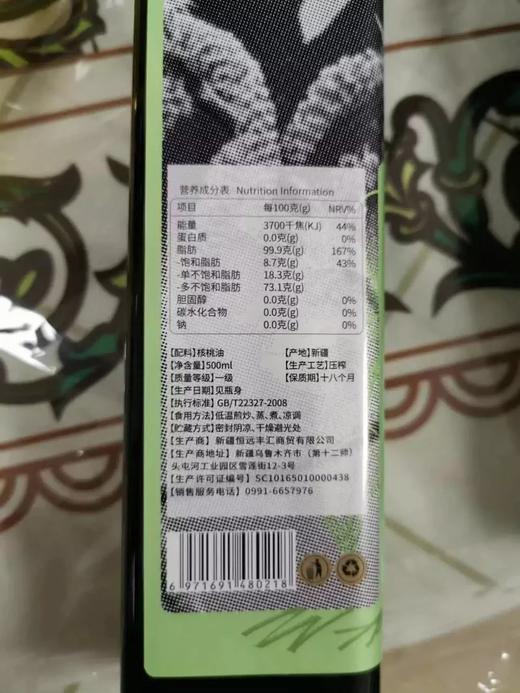 营养成分表 Nutrition Information
项目 每100克(g) NRV%
能量 3700千焦(KJ) 44%
蛋白质 0.0克(g) 0%
脂肪 99.9克(g) 167%
-饱和脂肪 8.7克(g) 43%
-单不饱和脂肪 18.3克(g)
-多不饱和脂肪 73.1克(g)
胆固醇 0.0克(g) 0%
碳水化合物 0.0克(g) 0%
钠 0.0克(g) 0%
【配料】核桃油 【产地】新疆
【净含量】500ml 【生产工艺】压榨
【质量等级】一级 【保质期】十八个月
【生产日期】见瓶身
【执行标准】GB/T22327-2008
【食用方法】低温煎炒、蒸、煮、凉调
【贮藏方式】密封阴凉、干燥避光处
【生产商】新疆恒远丰汇商贸有限公司
【生产商地址】新疆乌鲁木齐市（第十二师）
头屯河工业园区雪莲街12-3号
【生产许可证编号】SC10165010000438
【销售服务电话】0991-6657976
6 971691 480218